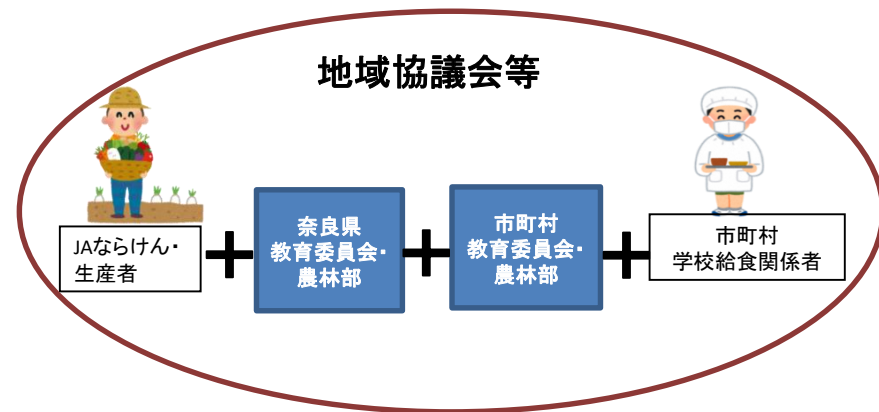 地域協議会等
JAならけん・
生産者
奈良県
教育委員会・
農林部
市町村
教育委員会・
農林部
市町村
学校給食関係者